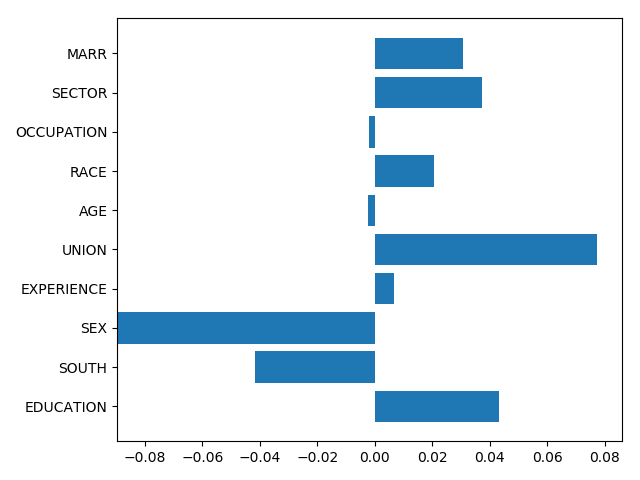 MARR
SECTOR
OCCUPATION
RACE
AGE
UNION
EXPERIENCE
SEX
SOUTH
EDUCATION
−0.08 −0.06 −0.04 −0.02 0.00 0.02 0.04 0.06 0.08